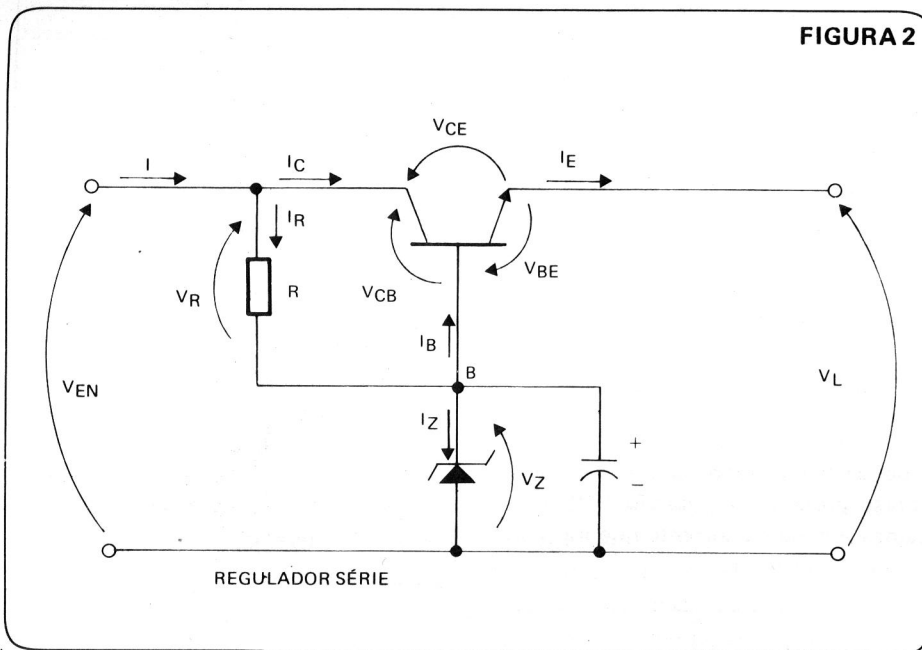 FIGURA 2
VCE
I
IC
IE
IR
VR
R
VCB
VBE
IB
B
VEN
VL
IZ
VZ
+
−
REGULADOR SÉRIE